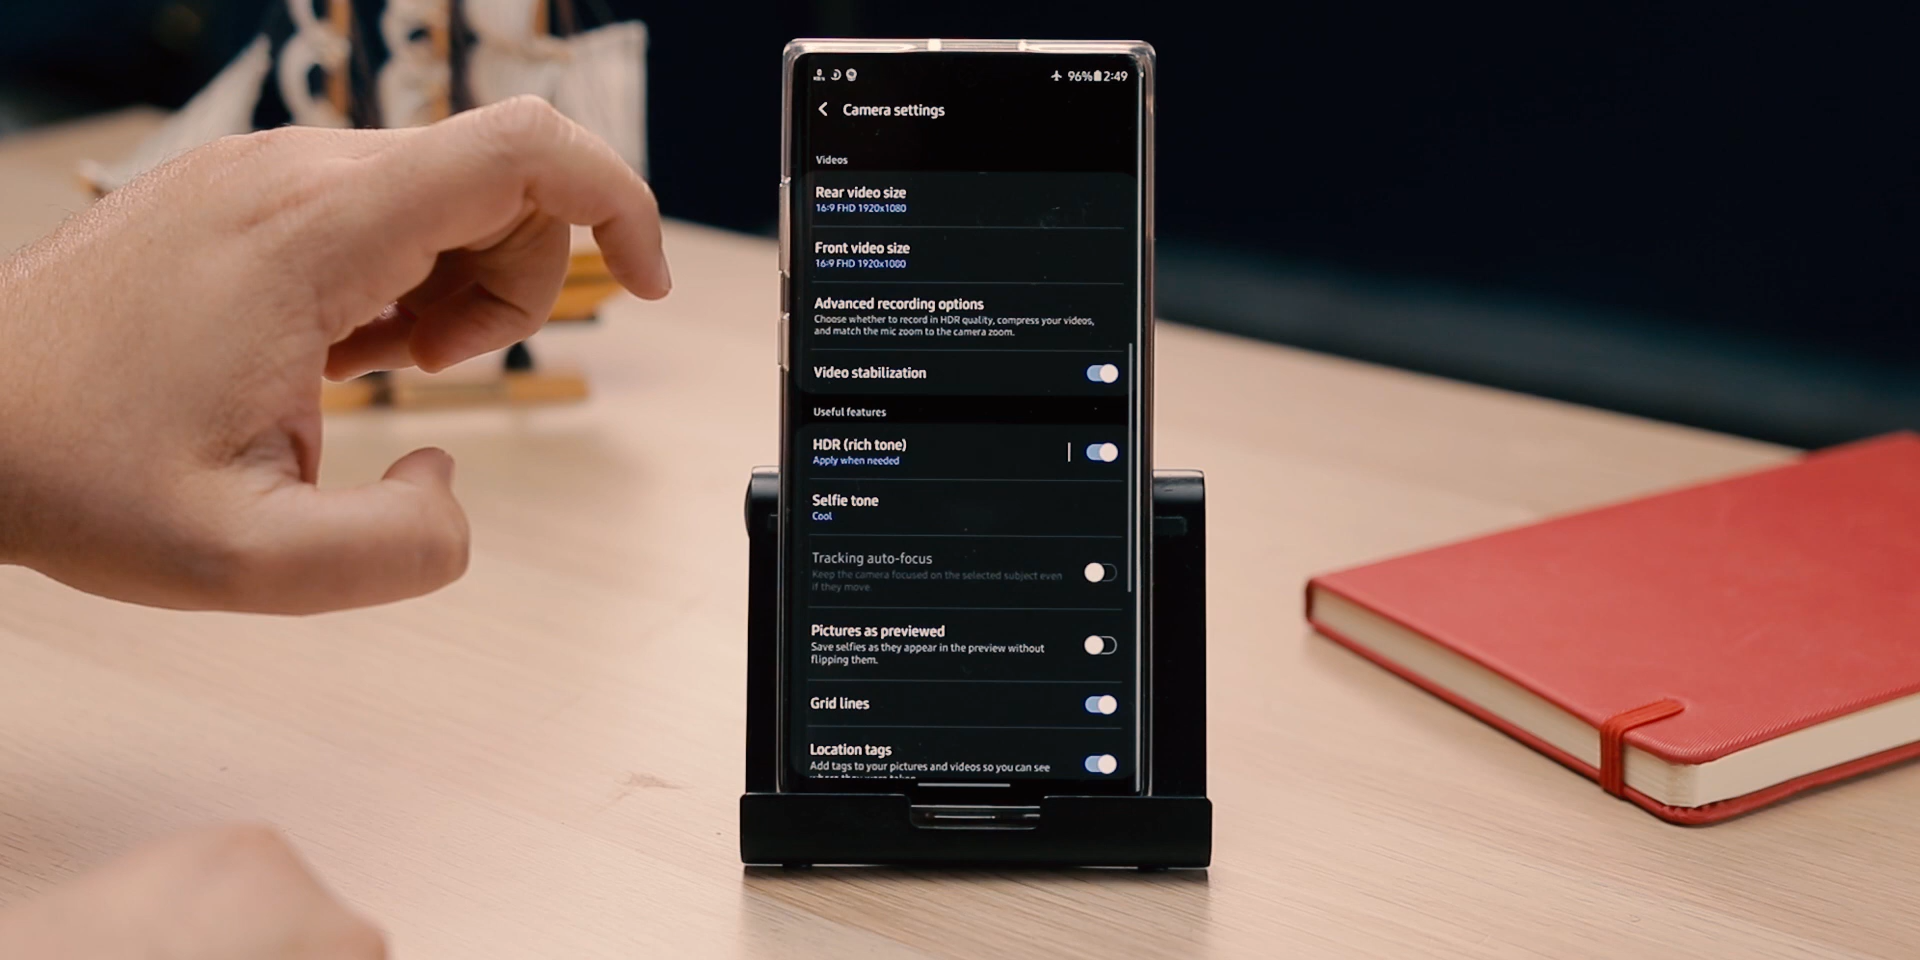 96% 2:49
Camera settings
Videos
Rear video size
16:9 FHD 1920x1080
Front video size
16:9 FHD 1920x1080
Advanced recording options
Choose whether to record in HDR quality, compress your videos,
and match the mic zoom to the camera zoom.
Video stabilization
Useful features
HDR (rich tone)
Apply when needed
Selfie tone
Cool
Tracking auto-focus
Keep the camera focused on the selected subject even
if they move.
Pictures as previewed
Save selfies as they appear in the preview without
flipping them.
Grid lines
Location tags
Add tags to your pictures and videos so you can see
where they were taken.